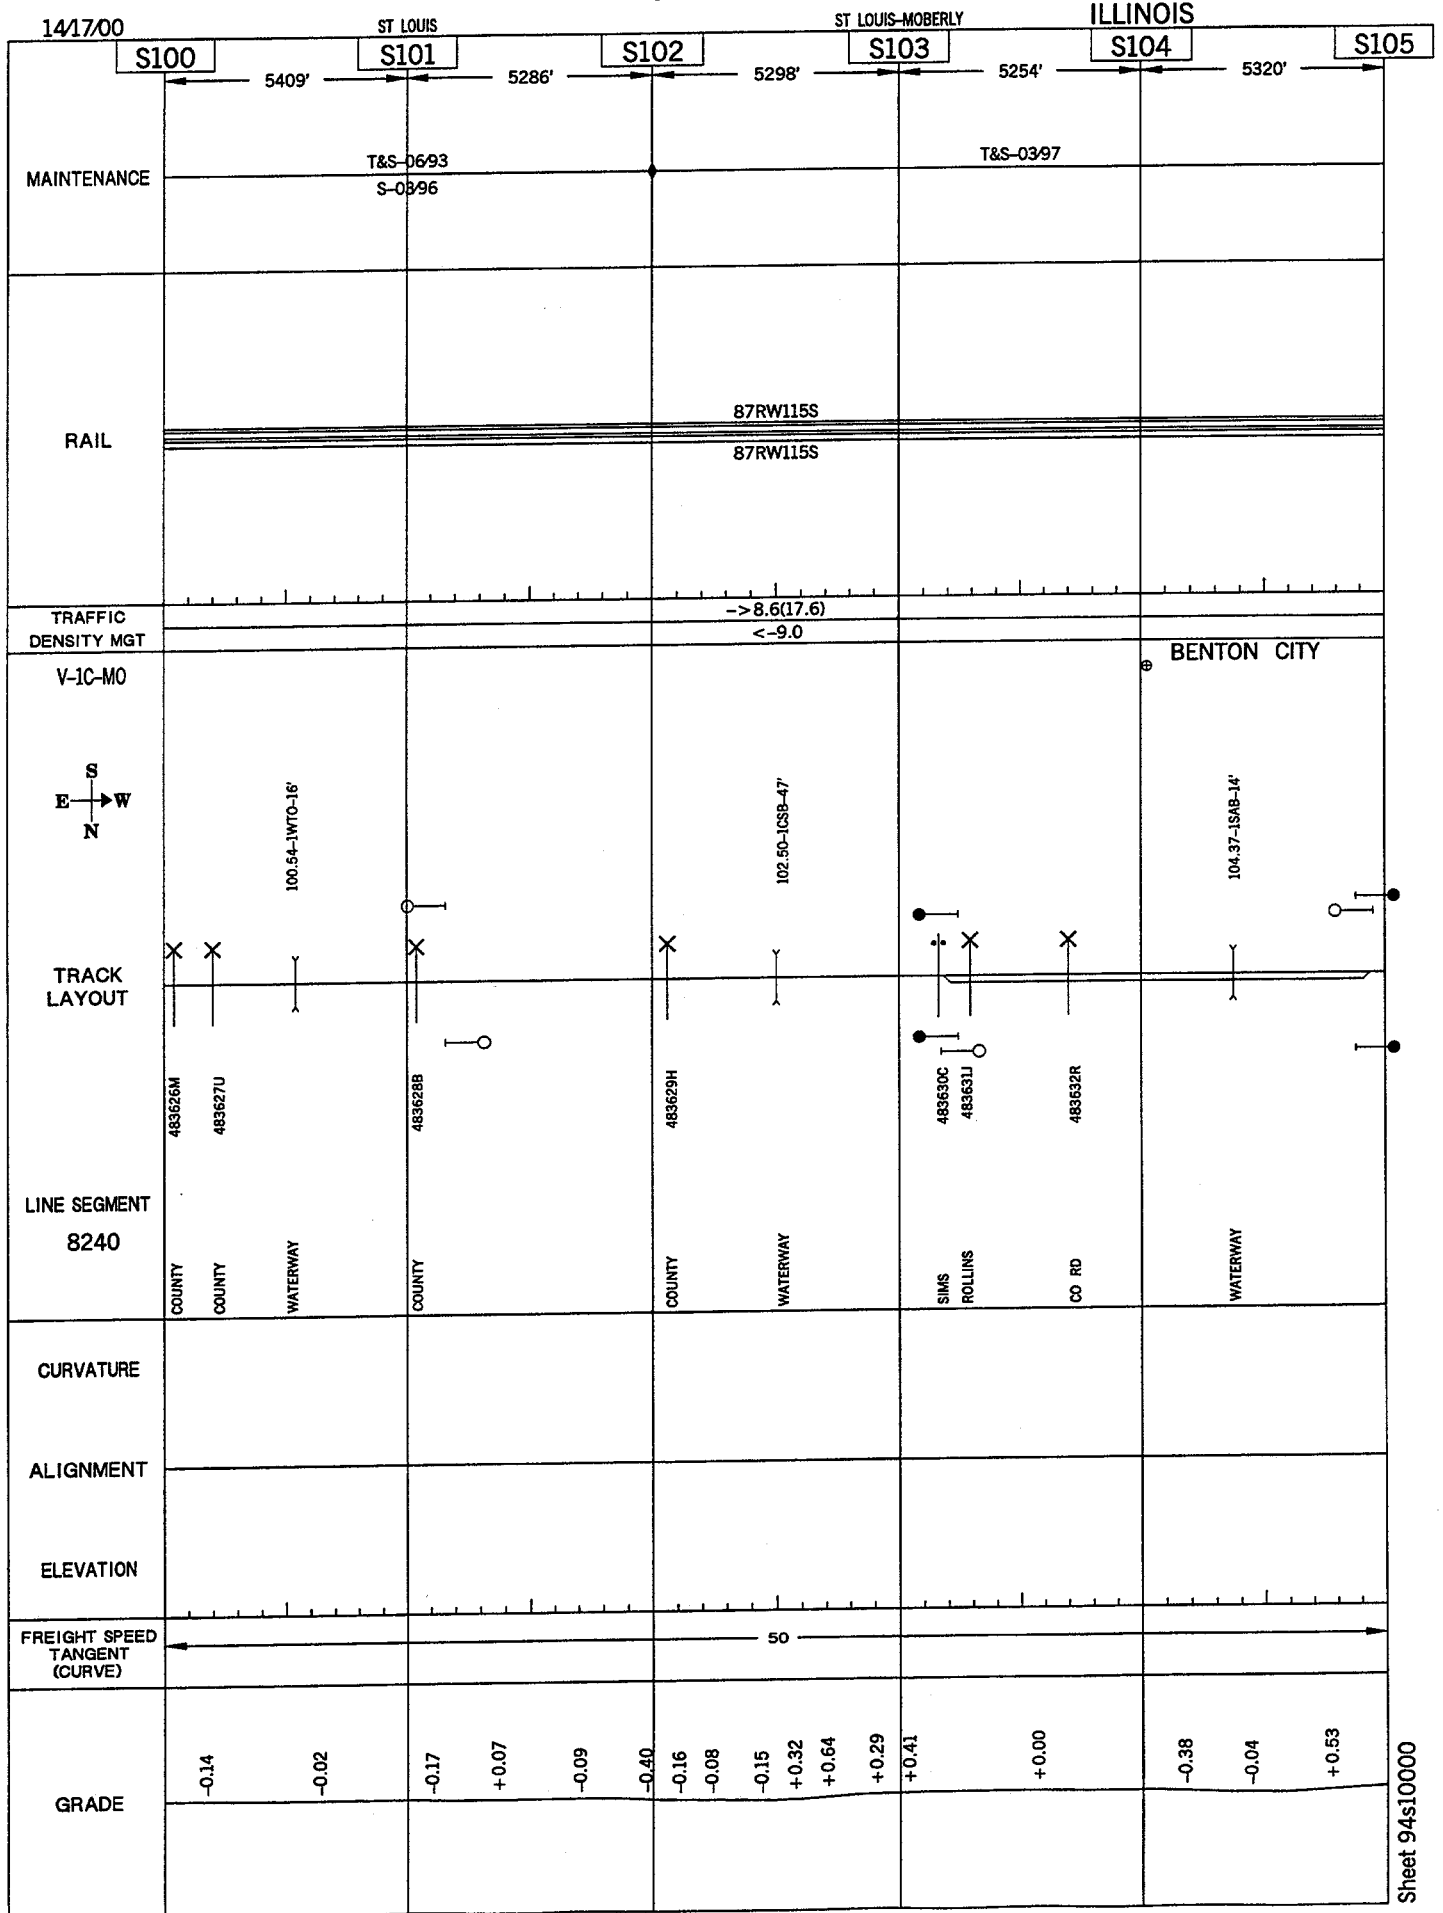 14/17/00
ST LOUIS
ST LOUIS-MOBERLY
ILLINOIS
S100
S101
S102
S103
S104
S105
5409'
5286'
5298'
5254'
5320'
MAINTENANCE
T&S-06/93
S-03/96
T&S-03/97
RAIL
87RW115S
87RW115S
TRAFFIC
DENSITY MGT
->8.6(17.6)
<-9.0
V-1C-MO
BENTON CITY
S
E
W
N
100.54-1WTO-16'
102.50-1CSB-47'
104.37-1SAB-14'
TRACK
LAYOUT
483626M
483627U
483628B
483629H
483630C
483631J
483632R
LINE SEGMENT
8240
COUNTY
COUNTY
WATERWAY
COUNTY
COUNTY
WATERWAY
SIMS
ROLLINS
CO RD
WATERWAY
CURVATURE
ALIGNMENT
ELEVATION
FREIGHT SPEED
TANGENT
(CURVE)
50
GRADE
-0.14
-0.02
-0.17
+0.07
-0.09
-0.40
-0.16
-0.08
-0.15
+0.32
+0.64
+0.29
+0.41
+0.00
-0.38
-0.04
+0.53
Sheet 94s10000